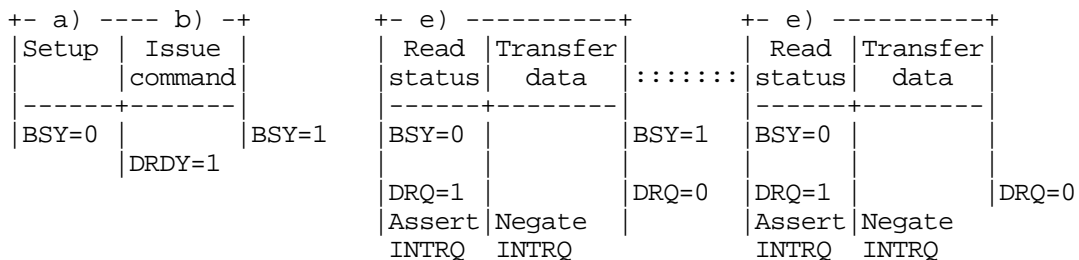 +- a) ---- b) -+        +- e) ----------+       +- e) ----------+
|Setup | Issue |        | Read |Transfer|       | Read |Transfer|
|      |command|        |status|  data  |:::::::|status|  data  |
|------+-------|        |------+--------|       |------+--------|
|BSY=0 |       |BSY=1   |BSY=0 |        |BSY=1  |BSY=0 |        |
       |DRDY=1          |      |        |       |      |        |
                        |DRQ=1 |        |DRQ=0  |DRQ=1 |        |DRQ=0
                        |Assert|Negate  |       |Assert|Negate
                         INTRQ  INTRQ            INTRQ  INTRQ